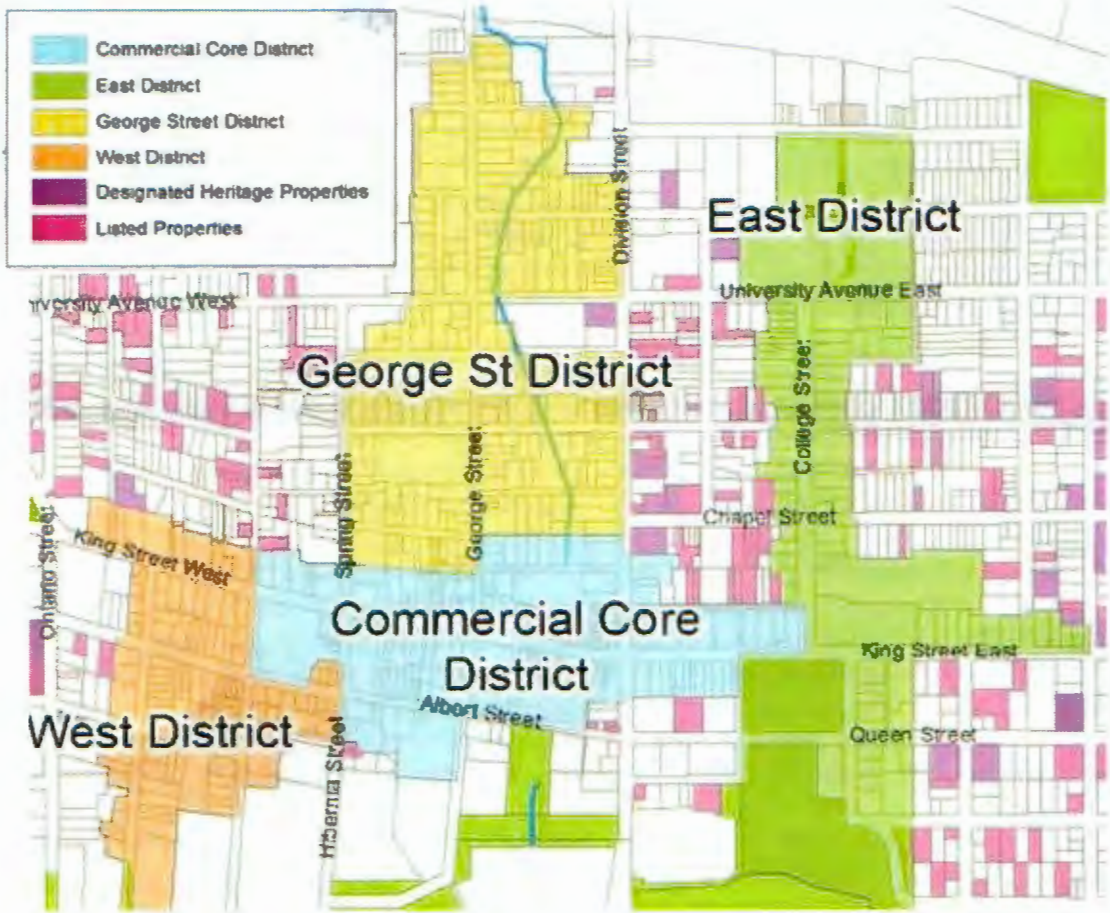 Commercial Core District
East District
George Street District
West District
Designated Heritage Properties
Listed Properties
Division Street
East District
University Avenue West
University Avenue East
George St District
College Street
George Street
Spring Street
Chapel Street
King Street West
Ontario Street
Commercial Core
District
King Street East
Albert Street
West District
Queen Street
Hibernia Street